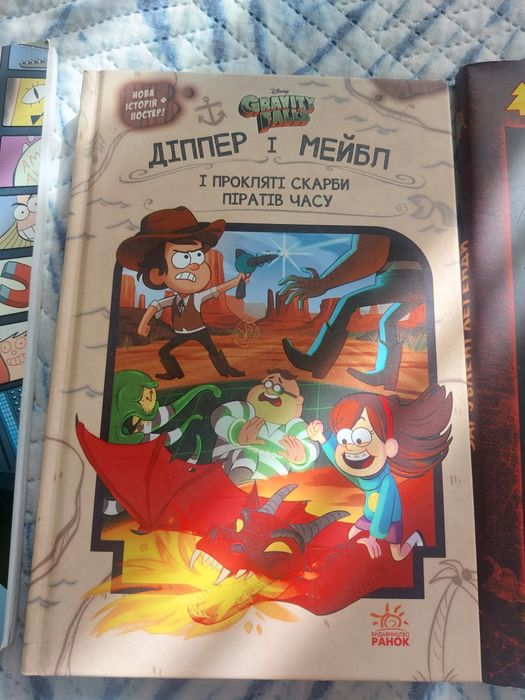 НОВА
ІСТОРІЯ +
ПОСТЕР!
Disney
GRAVITY
FALLS
ДІППЕР І МЕЙБЛ
І ПРОКЛЯТІ СКАРБИ
ПІРАТІВ ЧАСУ
ВИДАВНИЦТВО
РАНОК